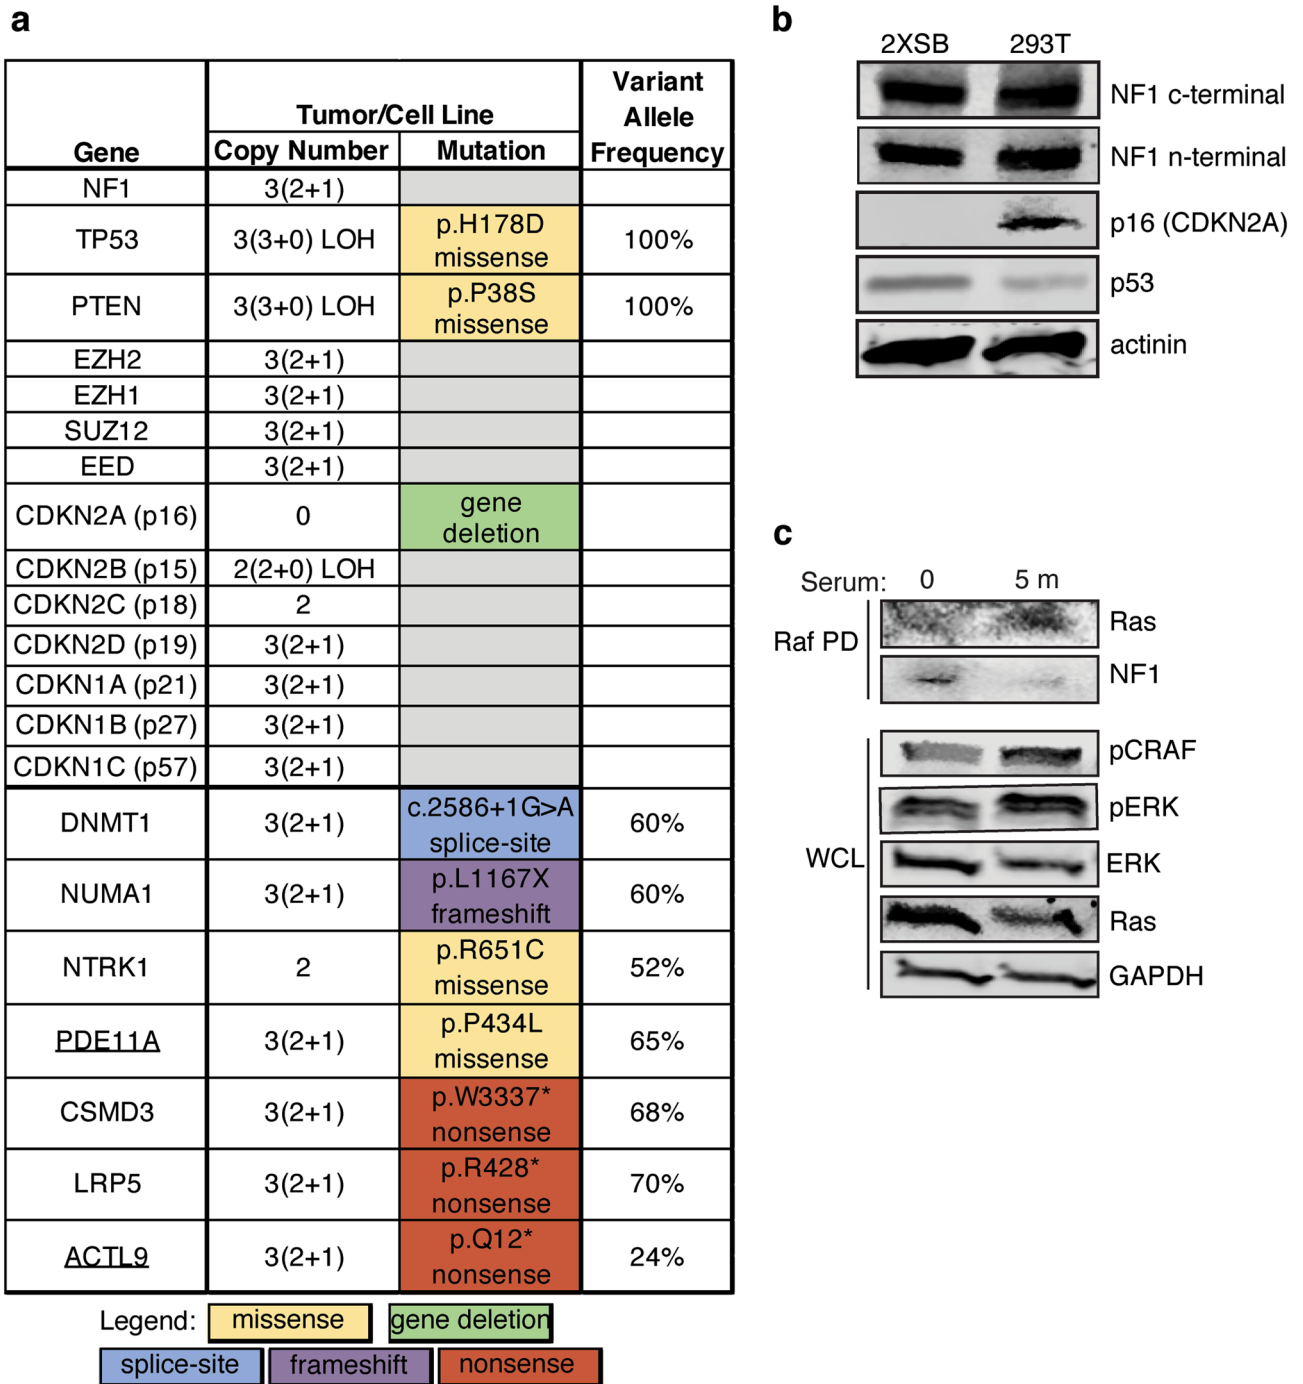 a
Gene
Tumor/Cell Line
Copy Number
Mutation
Variant
Allele
Frequency
NF1 3(2+1)
TP53 3(3+0) LOH p.H178D
missense 100%
PTEN 3(3+0) LOH p.P38S
missense 100%
EZH2 3(2+1)
EZH1 3(2+1)
SUZ12 3(2+1)
EED 3(2+1)
CDKN2A (p16) 0 gene
deletion
CDKN2B (p15) 2(2+0) LOH
CDKN2C (p18) 2
CDKN2D (p19) 3(2+1)
CDKN1A (p21) 3(2+1)
CDKN1B (p27) 3(2+1)
CDKN1C (p57) 3(2+1)
DNMT1 3(2+1) c.2586+1G>A
splice-site 60%
NUMA1 3(2+1) p.L1167X
frameshift 60%
NTRK1 2 p.R651C
missense 52%
PDE11A 3(2+1) p.P434L
missense 65%
CSMD3 3(2+1) p.W3337*
nonsense 68%
LRP5 3(2+1) p.R428*
nonsense 70%
ACTL9 3(2+1) p.Q12*
nonsense 24%
Legend: missense gene deletion
splice-site frameshift nonsense
b
2XSB 293T
NF1 c-terminal
NF1 n-terminal
p16 (CDKN2A)
p53
actinin
c
Serum: 0 5 m
Raf PD
Ras
NF1
WCL
pCRAF
pERK
ERK
Ras
GAPDH